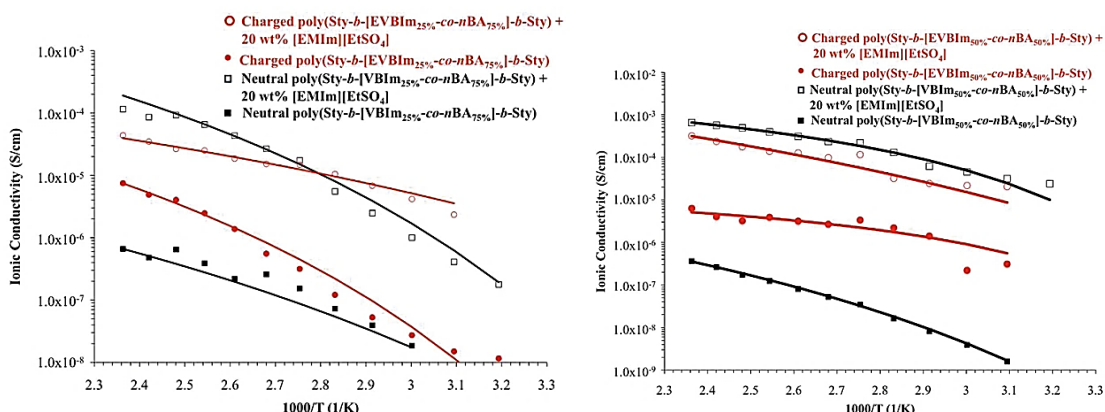 Charged poly(Sty-b-[EVBIm25%-co-nBA75%]-b-Sty) +
20 wt% [EMIm][EtSO4]
Charged poly(Sty-b-[EVBIm25%-co-nBA75%]-b-Sty)
Neutral poly(Sty-b-[VBIm25%-co-nBA75%]-b-Sty) +
20 wt% [EMIm][EtSO4]
Neutral poly(Sty-b-[VBIm25%-co-nBA75%]-b-Sty)
Ionic Conductivity (S/cm)
1.0x10-3
1.0x10-4
1.0x10-5
1.0x10-6
1.0x10-7
1.0x10-8
2.3 2.4 2.5 2.6 2.7 2.8 2.9 3 3.1 3.2 3.3
1000/T (1/K)
Charged poly(Sty-b-[EVBIm50%-co-nBA50%]-b-Sty) +
20 wt% [EMIm][EtSO4]
Charged poly(Sty-b-[EVBIm50%-co-nBA50%]-b-Sty)
Neutral poly(Sty-b-[VBIm50%-co-nBA50%]-b-Sty) +
20 wt% [EMIm][EtSO4]
Neutral poly(Sty-b-[VBIm50%-co-nBA50%]-b-Sty)
Ionic Conductivity (S/cm)
1.0x10-2
1.0x10-3
1.0x10-4
1.0x10-5
1.0x10-6
1.0x10-7
1.0x10-8
1.0x10-9
2.3 2.4 2.5 2.6 2.7 2.8 2.9 3 3.1 3.2 3.3
1000/T (1/K)